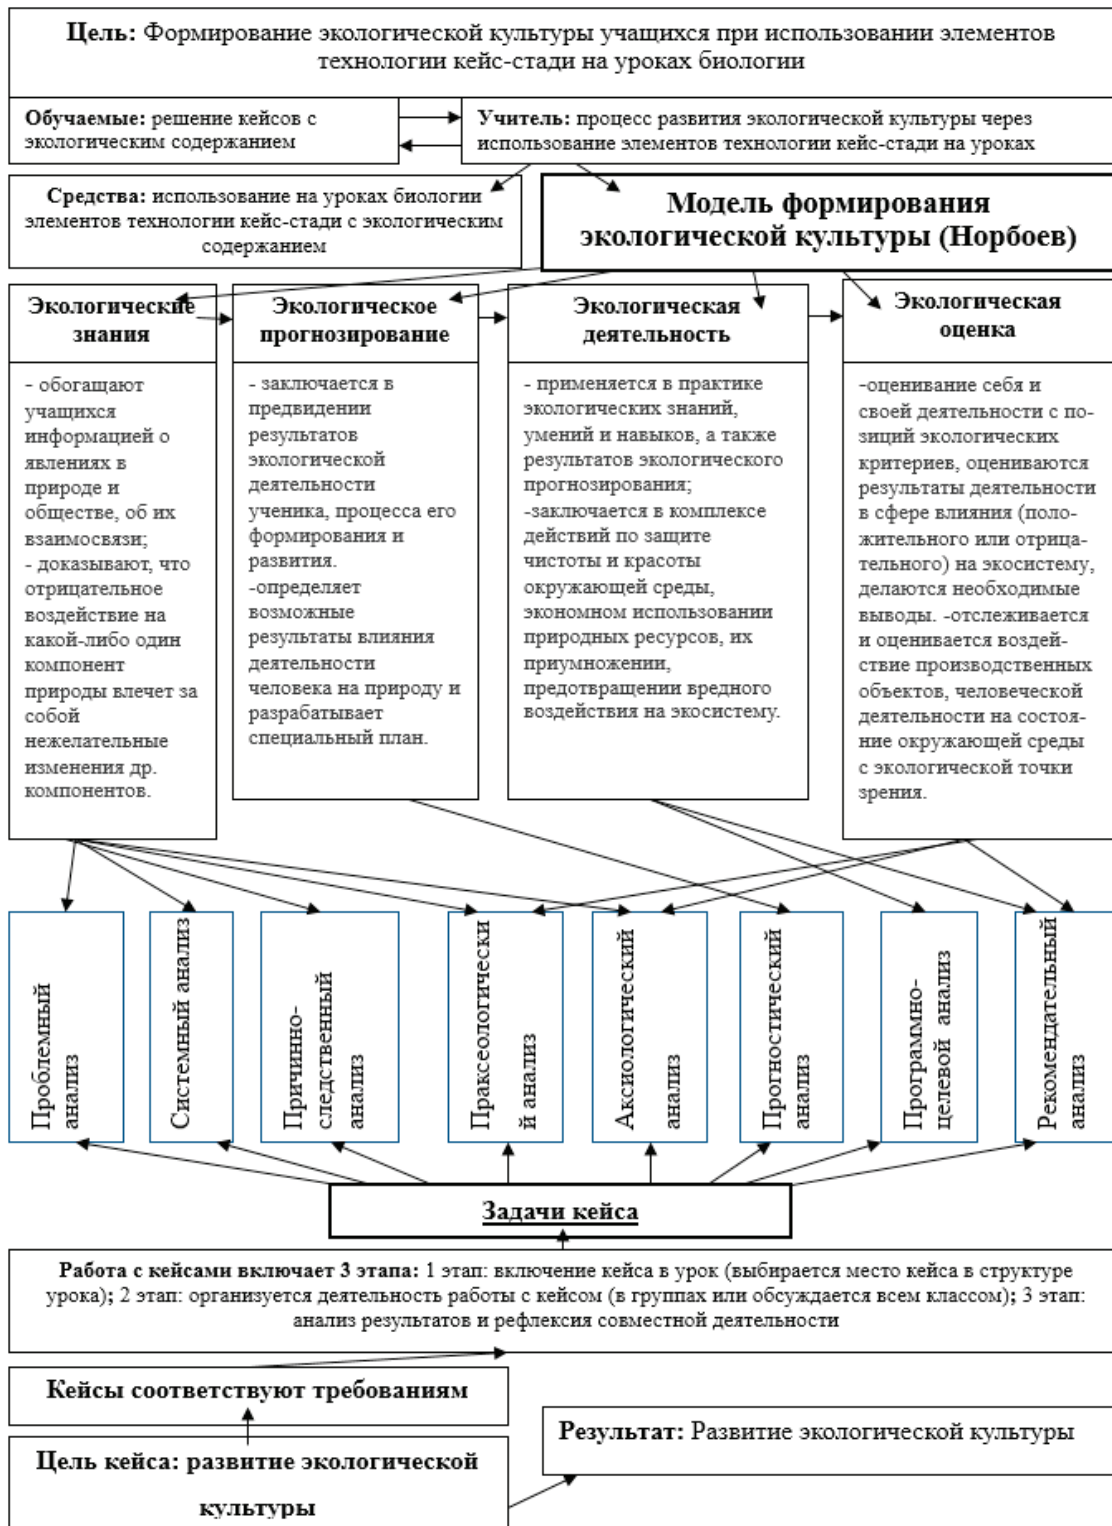 Цель: Формирование экологической культуры учащихся при использовании элементов
технологии кейс-стади на уроках биологии
Обучаемые: решение кейсов с
экологическим содержанием
Учитель: процесс развития экологической культуры через
использование элементов технологии кейс-стади на уроках
Средства: использование на уроках биологии
элементов технологии кейс-стади с экологическим
содержанием
Модель формирования
экологической культуры (Норбоев)
Экологические
знания
- обогащают
учащихся
информацией о
явлениях в
природе и
обществе, об их
взаимосвязи;
- доказывают, что
отрицательное
воздействие на
какой-либо один
компонент
природы влечет за
собой
нежелательные
изменения др.
компонентов.
Экологическое
прогнозирование
- заключается в
предвидении
результатов
экологической
деятельности
ученика, процесса его
формирования и
развития.
-определяет
возможные
результаты влияния
деятельности
человека на природу и
разрабатывает
специальный план.
Экологическая
деятельность
- применяется в практике
экологических знаний,
умений и навыков, а также
результатов экологического
прогнозирования;
-заключается в комплексе
действий по защите
чистоты и красоты
окружающей среды,
экономном использовании
природных ресурсов, их
приумножении,
предотвращении вредного
воздействия на экосистему.
Экологическая
оценка
-оценивание себя и
своей деятельности с по-
зиций экологических
критериев, оцениваются
результаты деятельности
в сфере влияния (поло-
жительного или отрица-
тельного) на экосистему,
делаются необходимые
выводы. -отслеживается
и оценивается воздей-
ствие производственных
объектов, человеческой
деятельности на состоя-
ние окружающей среды
с экологической точки
зрения.
Проблемный
анализ
Системный анализ
Причинно-
следственный
анализ
Праксеологически
й анализ
Аксиологический
анализ
Прогностический
анализ
Программно-
целевой анализ
Рекомендательный
анализ
Задачи кейса
Работа с кейсами включает 3 этапа: 1 этап: включение кейса в урок (выбирается место кейса в структуре
урока); 2 этап: организуется деятельность работы с кейсом (в группах или обсуждается всем классом); 3 этап:
анализ результатов и рефлексия совместной деятельности
Кейсы соответствуют требованиям
Цель кейса: развитие экологической
культуры
Результат: Развитие экологической культуры